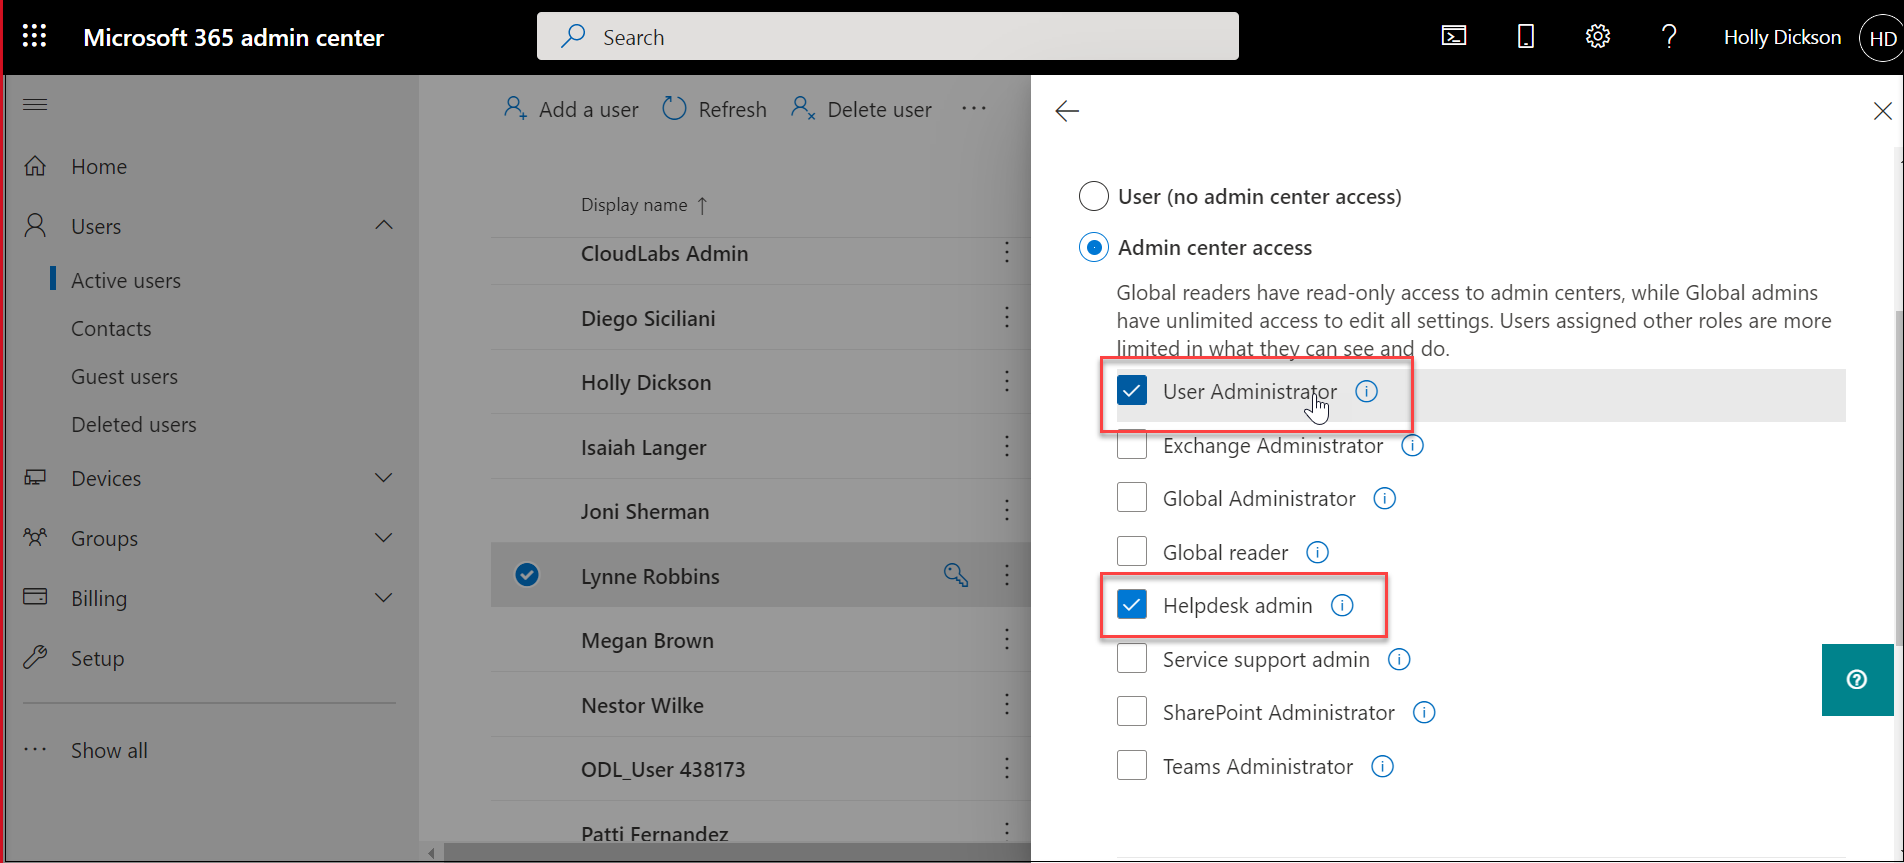 Microsoft 365 admin center
Search
Holly Dickson
HD
Home
Users
Active users
Contacts
Guest users
Deleted users
Devices
Groups
Billing
Setup
Show all
Add a user
Refresh
Delete user
Display name ↑
CloudLabs Admin
Diego Siciliani
Holly Dickson
Isaiah Langer
Joni Sherman
Lynne Robbins
Megan Brown
Nestor Wilke
ODL_User 438173
Patti Fernandez
User (no admin center access)
Admin center access
Global readers have read-only access to admin centers, while Global admins
have unlimited access to edit all settings. Users assigned other roles are more
limited in what they can see and do.
User Administrator
Exchange Administrator
Global Administrator
Global reader
Helpdesk admin
Service support admin
SharePoint Administrator
Teams Administrator